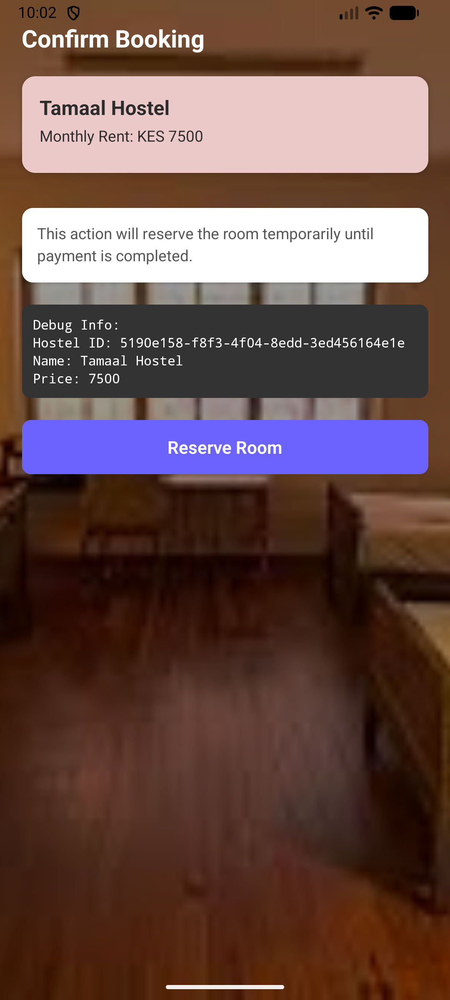 10:02
Confirm Booking
Tamaal Hostel
Monthly Rent: KES 7500
This action will reserve the room temporarily until
payment is completed.
Debug Info:
Hostel ID: 5190e158-f8f3-4f04-8edd-3ed456164e1e
Name: Tamaal Hostel
Price: 7500
Reserve Room